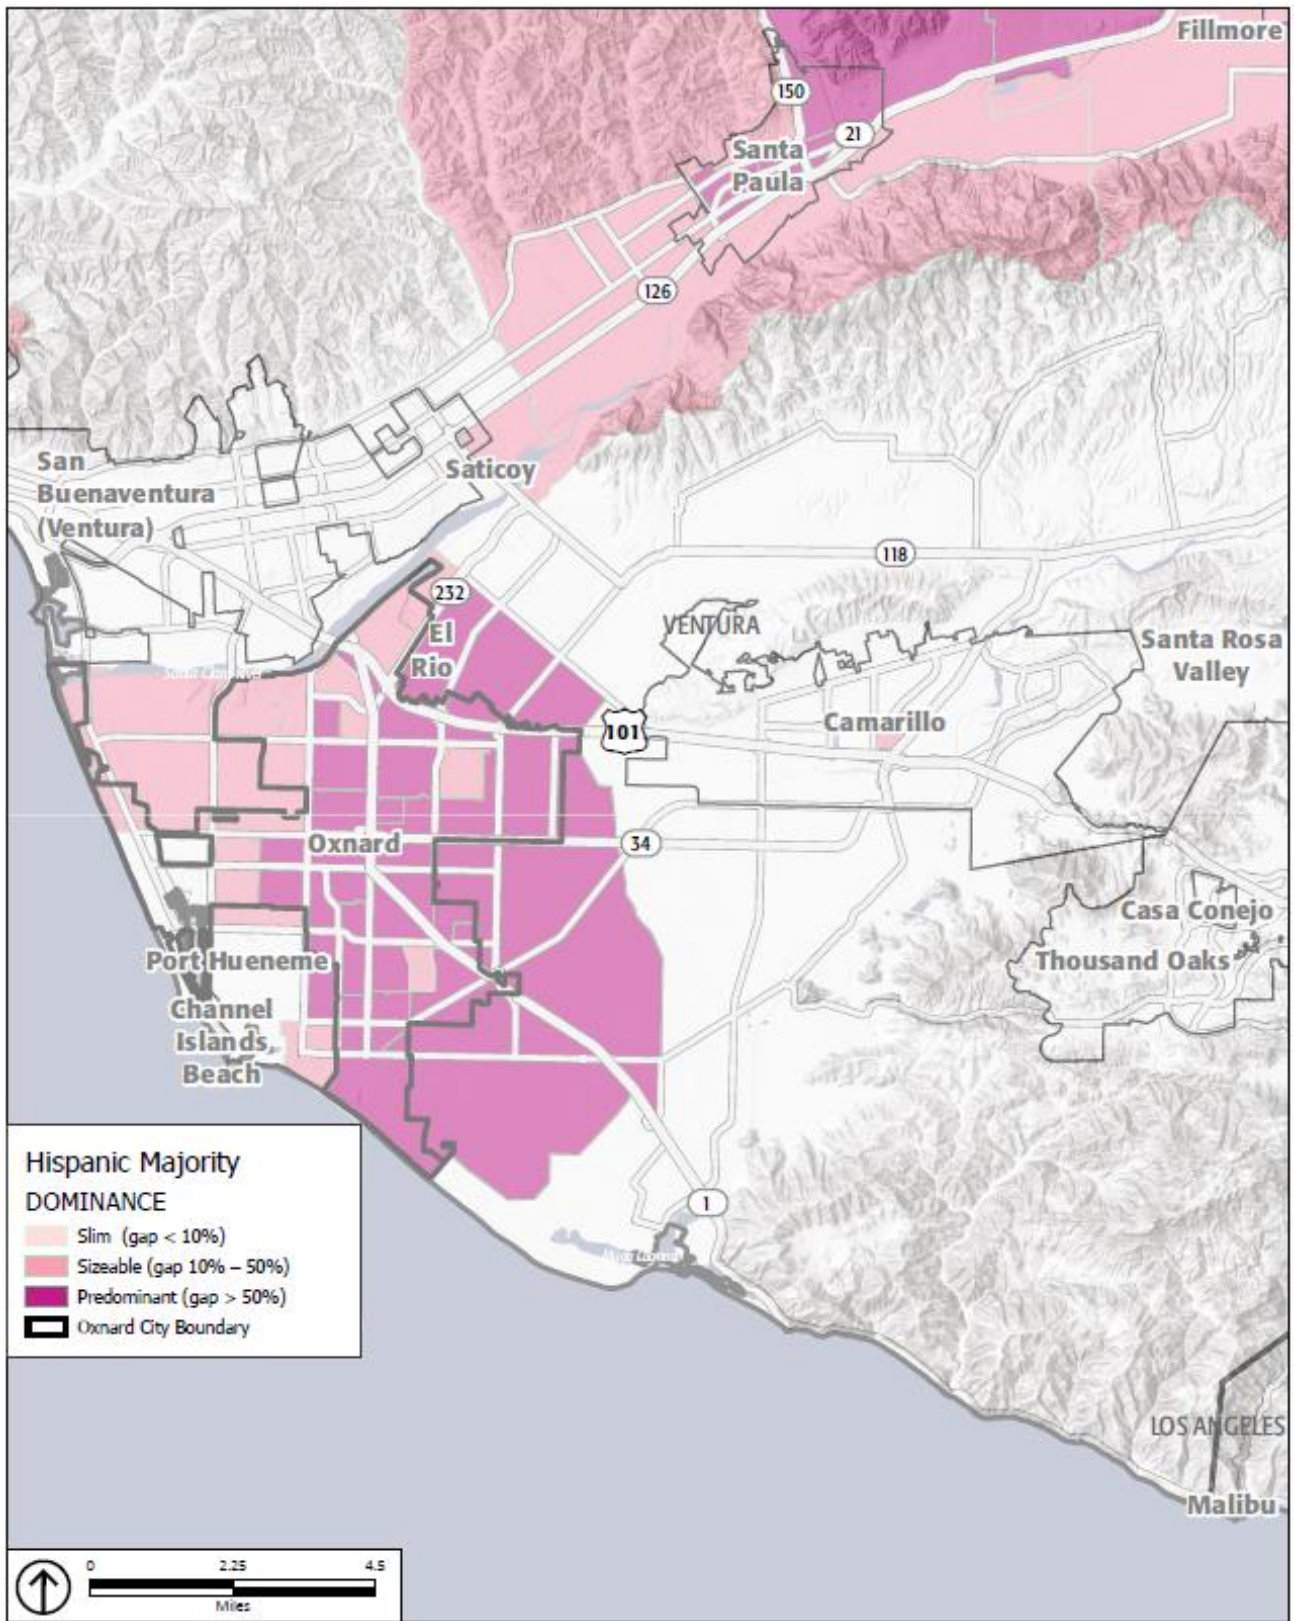 Fillmore
150
21
Santa
Paula
126
San
Buenaventura
(Ventura)
Saticoy
118
232
El
Rio
VENTURA
Santa Rosa
Valley
101
Camarillo
Oxnard
34
Casa Conejo
Port Hueneme
Thousand Oaks
Channel
Islands
Beach
Hispanic Majority
DOMINANCE
Slim (gap < 10%)
Sizeable (gap 10% – 50%)
Predominant (gap > 50%)
Oxnard City Boundary
1
LOS ANGELES
Malibu
0 2.25 4.5
Miles